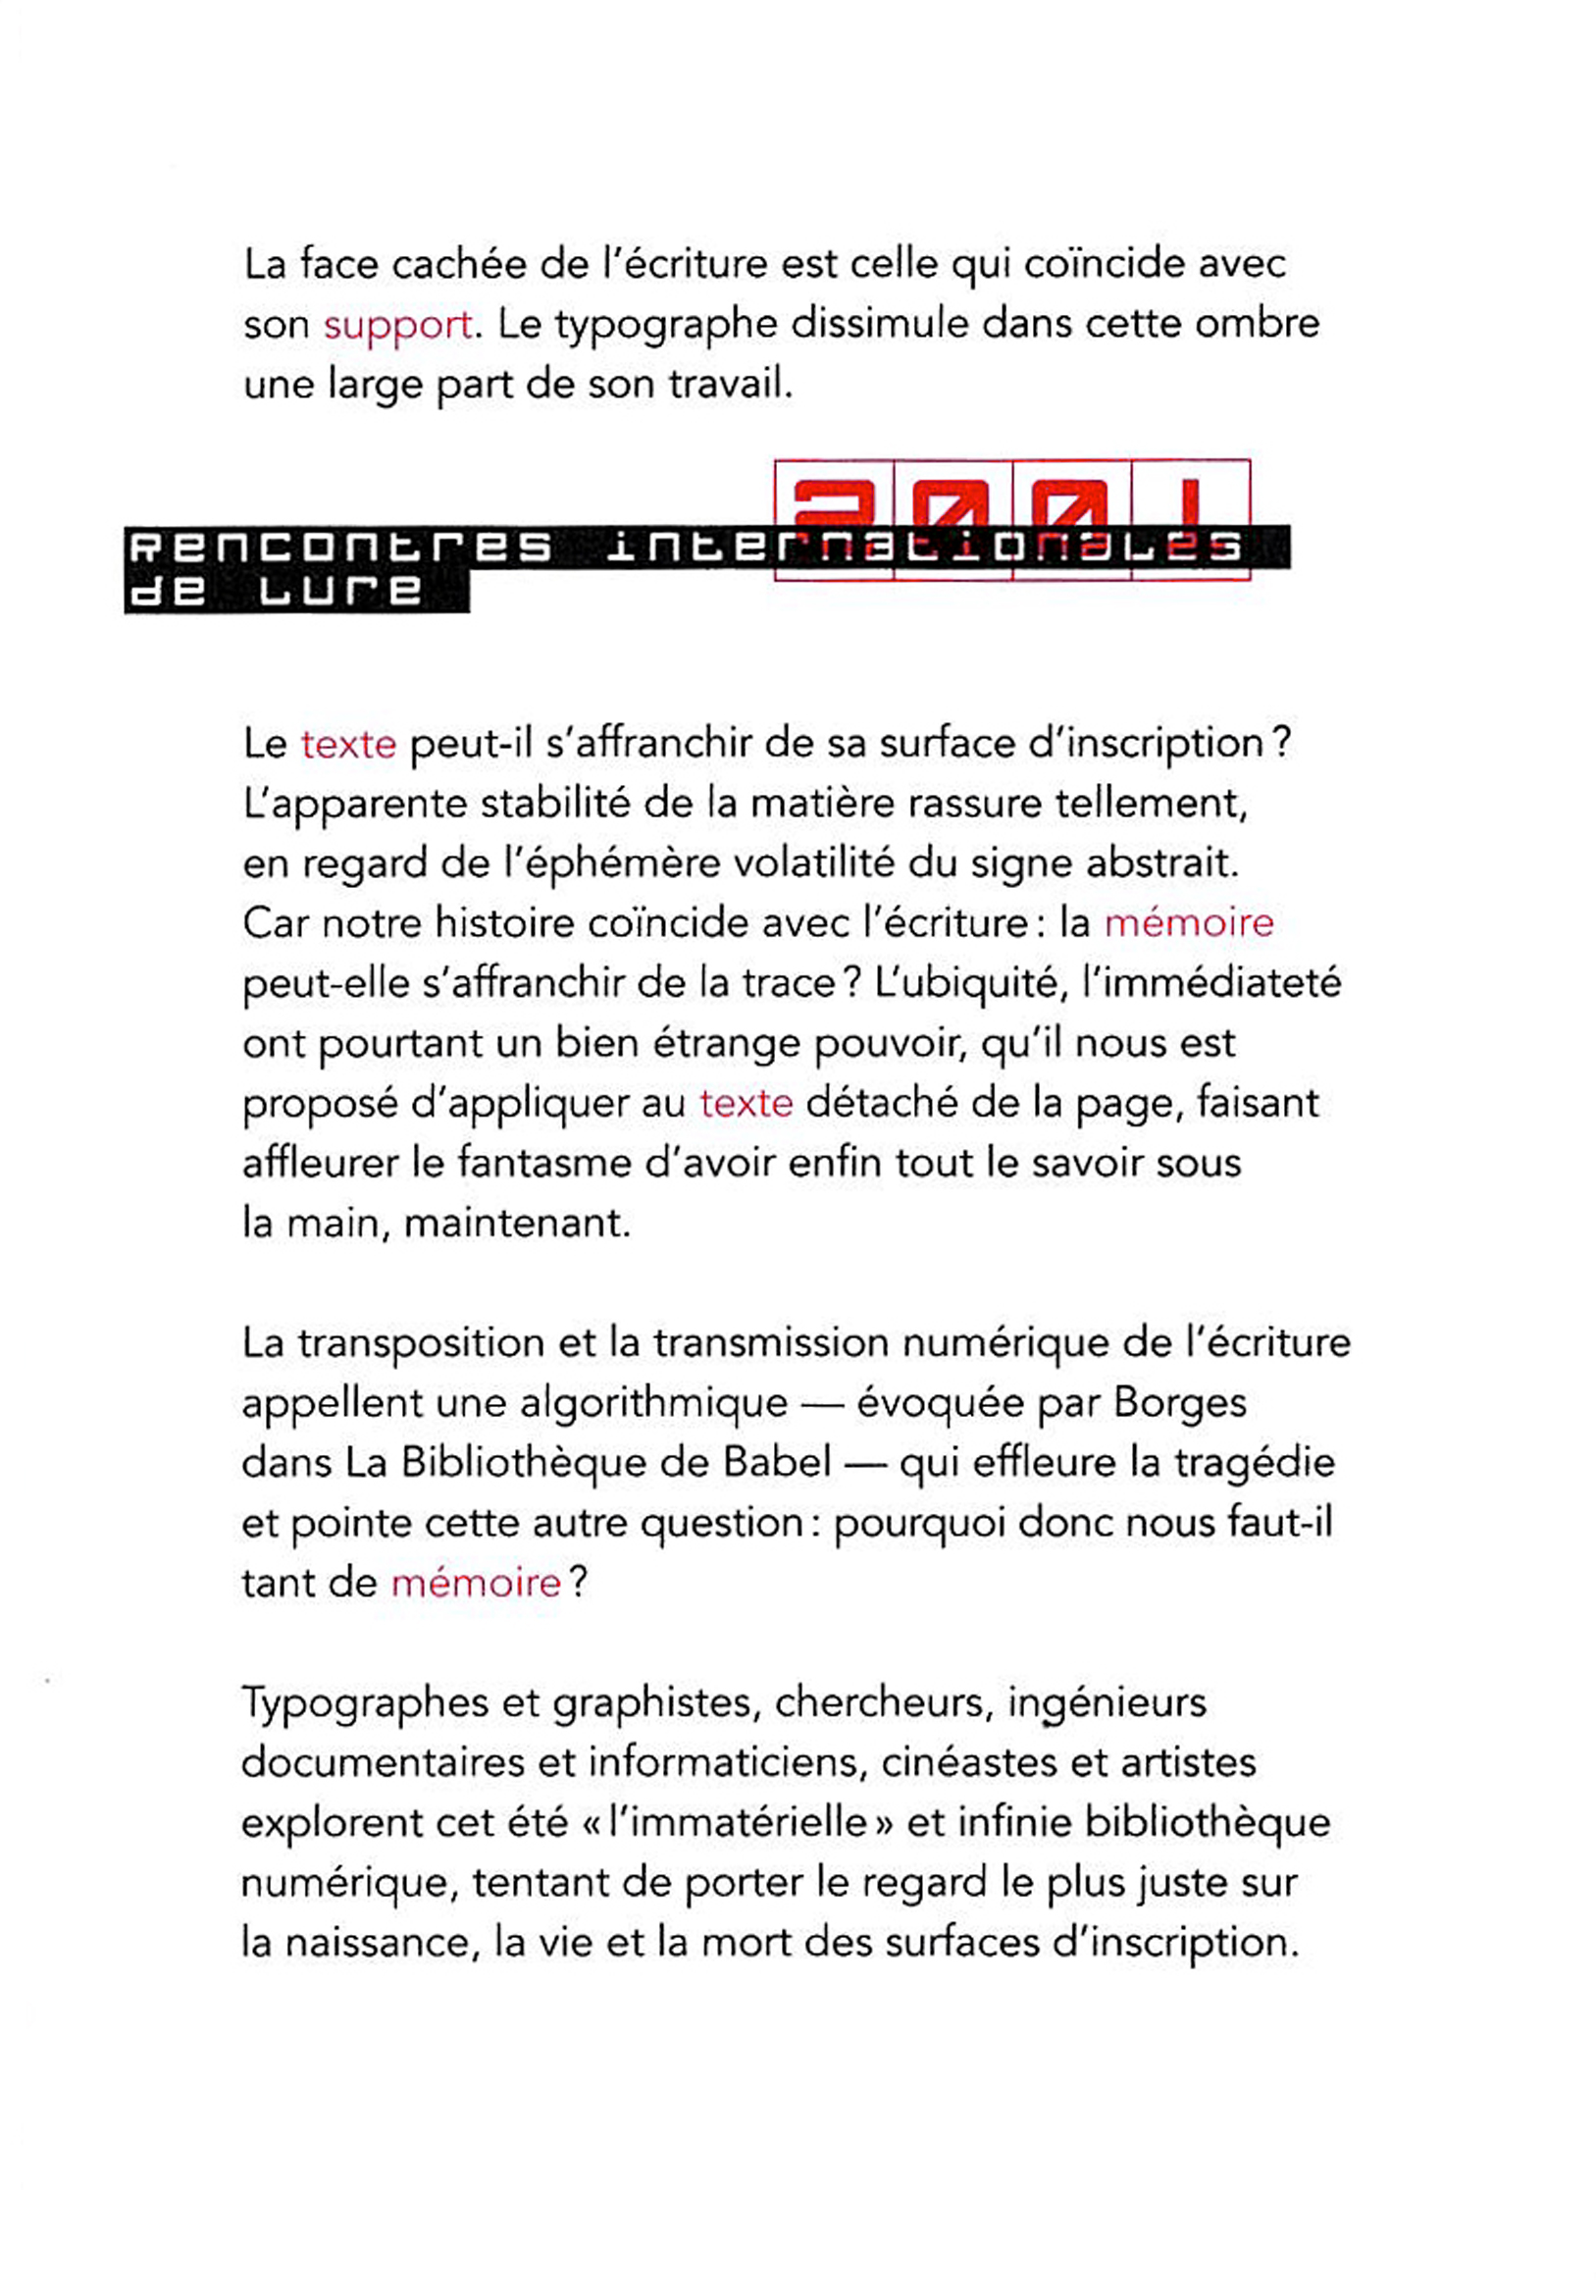 La face cachée de l'écriture est celle qui coïncide avec
son support. Le typographe dissimule dans cette ombre
une large part de son travail.
2001
Rencontres internationales
de Lure
Le texte peut-il s'affranchir de sa surface d'inscription ?
L'apparente stabilité de la matière rassure tellement,
en regard de l'éphémère volatilité du signe abstrait.
Car notre histoire coïncide avec l'écriture : la mémoire
peut-elle s'affranchir de la trace ? L'ubiquité, l'immédiateté
ont pourtant un bien étrange pouvoir, qu'il nous est
proposé d'appliquer au texte détaché de la page, faisant
affleurer le fantasme d'avoir enfin tout le savoir sous
la main, maintenant.
La transposition et la transmission numérique de l'écriture
appellent une algorithmique — évoquée par Borges
dans La Bibliothèque de Babel — qui effleure la tragédie
et pointe cette autre question : pourquoi donc nous faut-il
tant de mémoire ?
Typographes et graphistes, chercheurs, ingénieurs
documentaires et informaticiens, cinéastes et artistes
explorent cet été « l'immatérielle » et infinie bibliothèque
numérique, tentant de porter le regard le plus juste sur
la naissance, la vie et la mort des surfaces d'inscription.